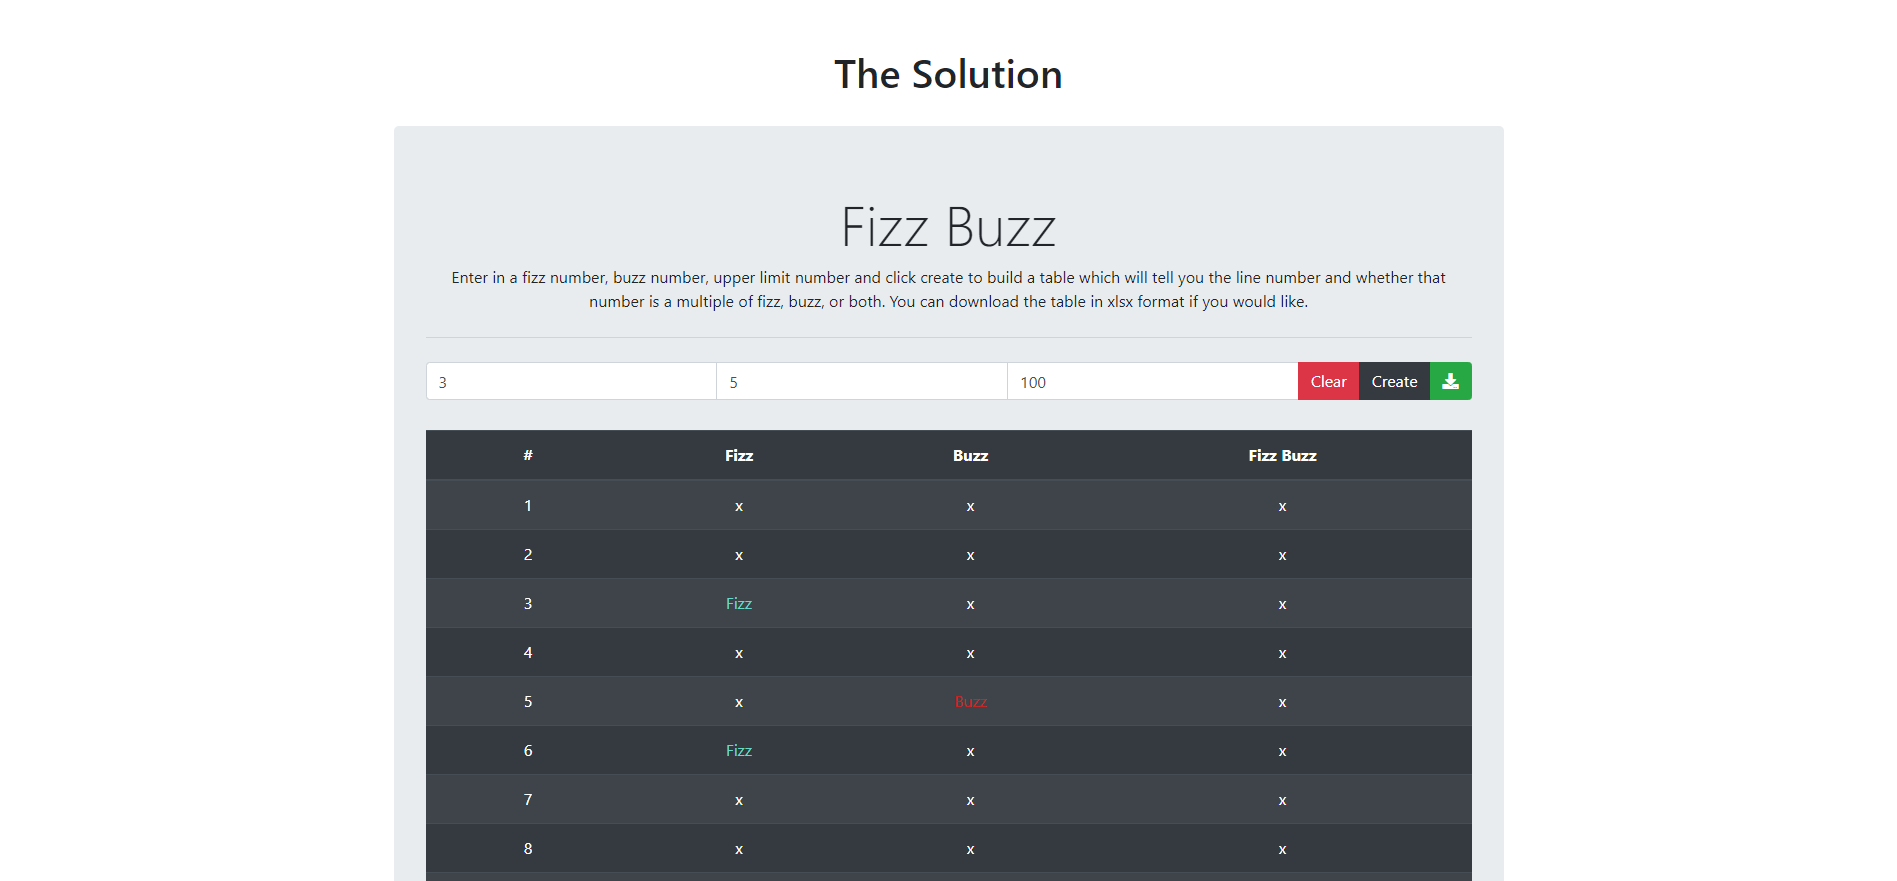 The Solution
Fizz Buzz
Enter in a fizz number, buzz number, upper limit number and click create to build a table which will tell you the line number and whether that
number is a multiple of fizz, buzz, or both. You can download the table in xlsx format if you would like.
3 5 100 Clear Create
# Fizz Buzz Fizz Buzz
1 x x x
2 x x x
3 Fizz x x
4 x x x
5 x Buzz x
6 Fizz x x
7 x x x
8 x x x